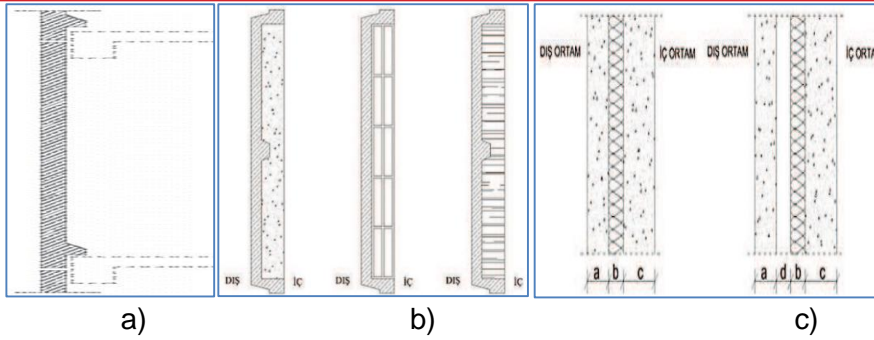 DIŞ ORTAM
İÇ ORTAM
DIŞ ORTAM
İÇ ORTAM
a b c
a d b c
DIŞ İÇ
DIŞ İÇ
DIŞ İÇ
a)
b)
c)